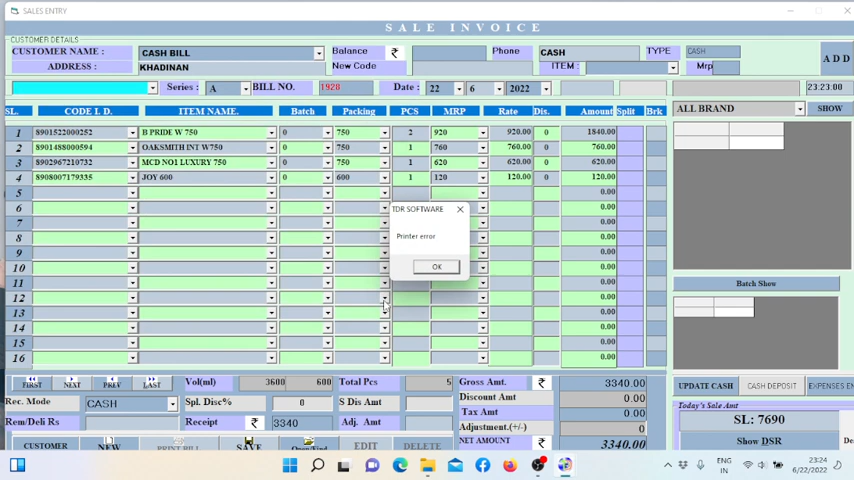 SALES ENTRY
SALE INVOICE
CUSTOMER DETAILS
CUSTOMER NAME : CASH BILL Balance ₹ Phone CASH TYPE CASH
ADDRESS : KHADINAN New Code ITEM : Mrp ADD
Series : A BILL NO. 1928 Date : 22 6 2022 23:23:00
SL. CODE I. D. ITEM NAME. Batch Packing PCS MRP Rate Dis. Amount Split Brk ALL BRAND SHOW
1 8901522000252 B PRIDE W 750 0 750 2 920 920.00 0 1840.00
2 8901488000594 OAKSMITH INT W750 0 750 1 760 760.00 0 760.00
3 8902967210732 MCD NO1 LUXURY 750 0 750 1 620 620.00 0 620.00
4 8908007179335 JOY 600 0 600 1 120 120.00 0 120.00
5 0.00
6 0.00
7 0.00
8 0.00
9 0.00
10 0.00
11 0.00
12 0.00
13 0.00
14 0.00
15 0.00
16 0.00
TDR SOFTWARE
Printer error
OK
Batch Show
FIRST NEXT PREV LAST Vol(ml) 3600 600 Total Pcs 5 Gross Amt. ₹ 3340.00
Rec. Mode CASH Spl. Disc% 0 S Dis Amt Discount Amt 0.00
Tax Amt 0.00
Rem/Deli Rs Receipt ₹ 3340 Adj. Amt Adjustment.(+/-) 0
CUSTOMER NEW PRINT BILL SAVE Open/Find EDIT DELETE NET AMOUNT ₹ 3340.00
UPDATE CASH CASH DEPOSIT EXPENSES EN
Today's Sale Amt
SL: 7690
Show DSR
ENG
IN
23:24
6/22/2022